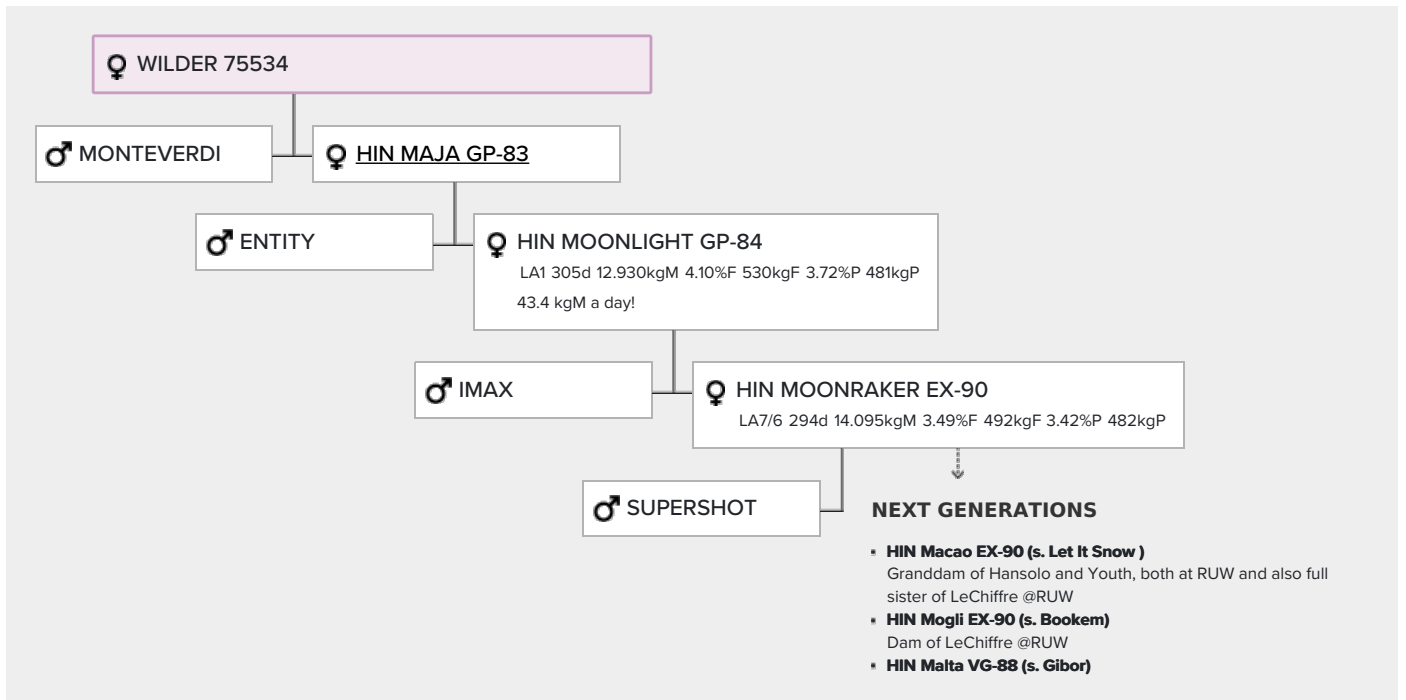 WILDER 75534
MONTEVERDI
HIN MAJA GP-83
ENTITY
HIN MOONLIGHT GP-84
LA1 305d 12.930kgM 4.10%F 530kgF 3.72%P 481kgP
43.4 kgM a day!
IMAX
HIN MOONRAKER EX-90
LA7/6 294d 14.095kgM 3.49%F 492kgF 3.42%P 482kgP
SUPERSHOT
NEXT GENERATIONS
HIN Macao EX-90 (s. Let It Snow )
Granddam of Hansolo and Youth, both at RUW and also full
sister of LeChiffre @RUW
HIN Mogli EX-90 (s. Bookem)
Dam of LeChiffre @RUW
HIN Malta VG-88 (s. Gibor)